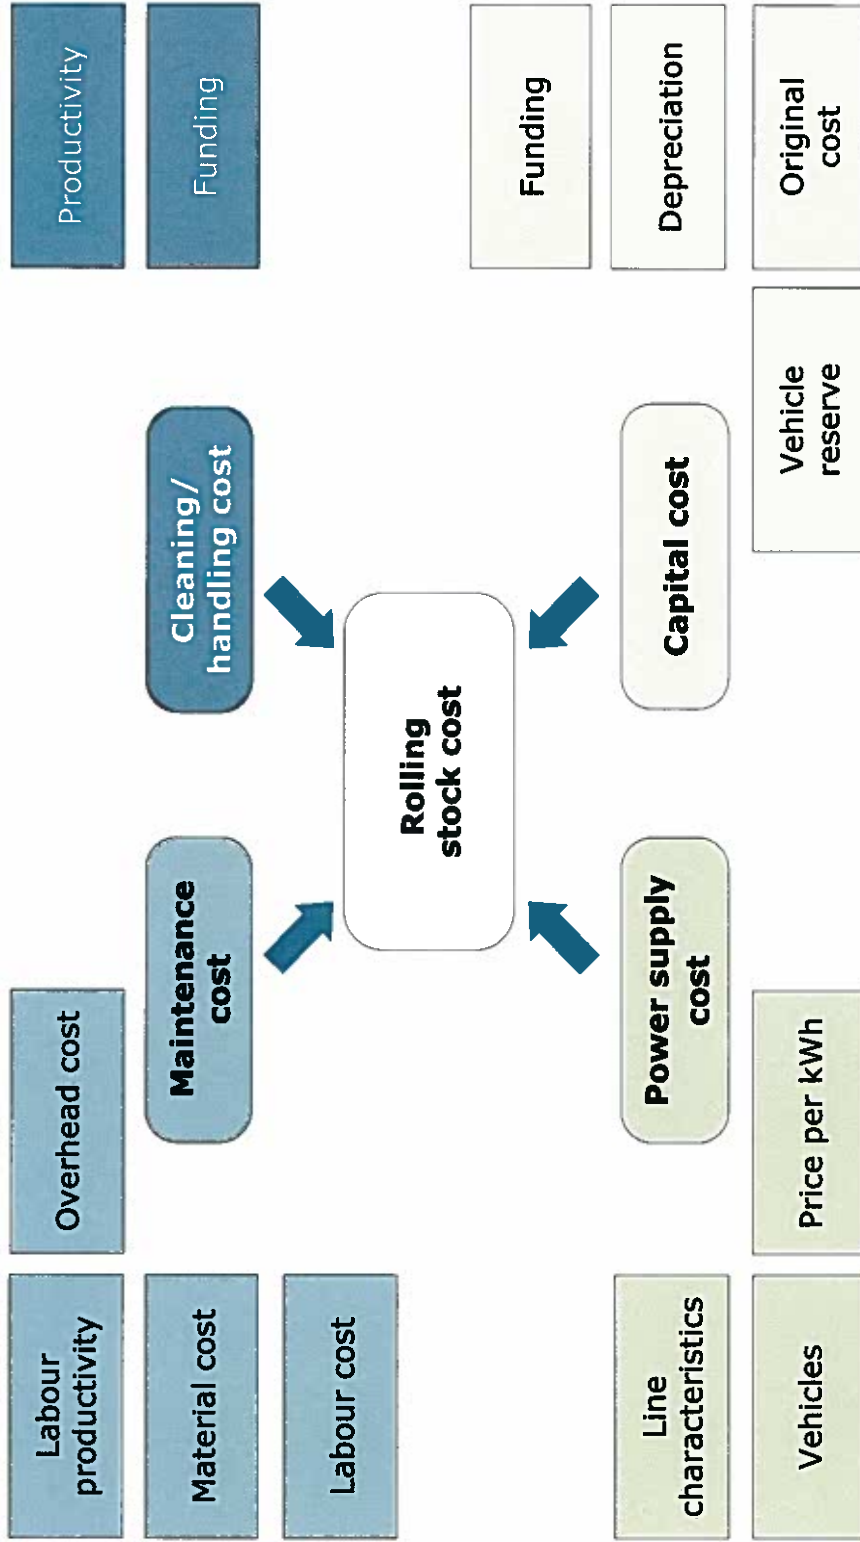 Labour
productivity
Overhead cost
Material cost
Labour cost
Maintenance
cost
Cleaning/
handling cost
Productivity
Funding
Rolling
stock cost
Line
characteristics
Vehicles
Price per kWh
Power supply
cost
Capital cost
Funding
Depreciation
Vehicle
reserve
Original
cost